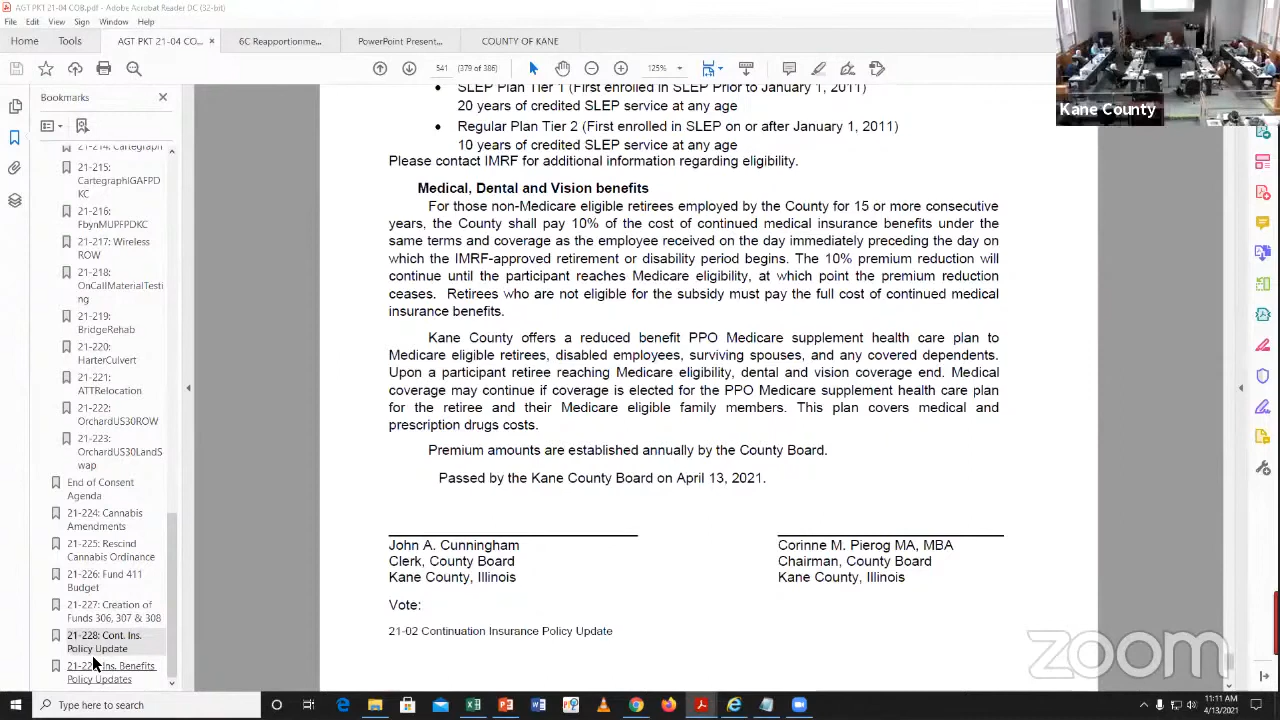 AGT PKT 21-04 COB.pdf - Adobe Acrobat Reader DC (32-bit)
File Edit View Sign Window Help
Home Tools AGT PKT 21-04 CO... × 6C Reapportionme... PowerPoint Present... COUNTY OF KANE
541 (379 of 386) 125%
Kane County
Bookmarks
21-214: Cartegraph
21-215:
CartegraphIGAFPD
KC
21-216:
FbynMUPFPDKC
21-217: Wireless
ROW
21-218:
OnCallMaterialTesti
ng
21-219:
BridgeRehab
21-220:
HarterCulvert
21-221:
ATTRelocation
21-222:
OrchardUS30ROW
21-223:
OrchardUS30LandS
wap
End of Consent
Agenda
21-224: Cannabis
Amendments
21-225: Rescind
Cannabis Ordinance
21-226: Fund 411
Budget
21-227: Creation of
Funds 306, 307 & 308
21-228: Cont. Ins.
Policy Update
Ins. Benefits
Policy Updates
• SLEP Plan Tier 1 (First enrolled in SLEP Prior to January 1, 2011)
20 years of credited SLEP service at any age
• Regular Plan Tier 2 (First enrolled in SLEP on or after January 1, 2011)
10 years of credited SLEP service at any age
Please contact IMRF for additional information regarding eligibility.
Medical, Dental and Vision benefits
For those non-Medicare eligible retirees employed by the County for 15 or more consecutive
years, the County shall pay 10% of the cost of continued medical insurance benefits under the
same terms and coverage as the employee received on the day immediately preceding the day on
which the IMRF-approved retirement or disability period begins. The 10% premium reduction will
continue until the participant reaches Medicare eligibility, at which point the premium reduction
ceases. Retirees who are not eligible for the subsidy must pay the full cost of continued medical
insurance benefits.
Kane County offers a reduced benefit PPO Medicare supplement health care plan to
Medicare eligible retirees, disabled employees, surviving spouses, and any covered dependents.
Upon a participant retiree reaching Medicare eligibility, dental and vision coverage end. Medical
coverage may continue if coverage is elected for the PPO Medicare supplement health care plan
for the retiree and their Medicare eligible family members. This plan covers medical and
prescription drugs costs.
Premium amounts are established annually by the County Board.
Passed by the Kane County Board on April 13, 2021.
John A. Cunningham Corinne M. Pierog MA, MBA
Clerk, County Board Chairman, County Board
Kane County, Illinois Kane County, Illinois
Vote:
21-02 Continuation Insurance Policy Update
zoom
Type here to search
11:11 AM
4/13/2021